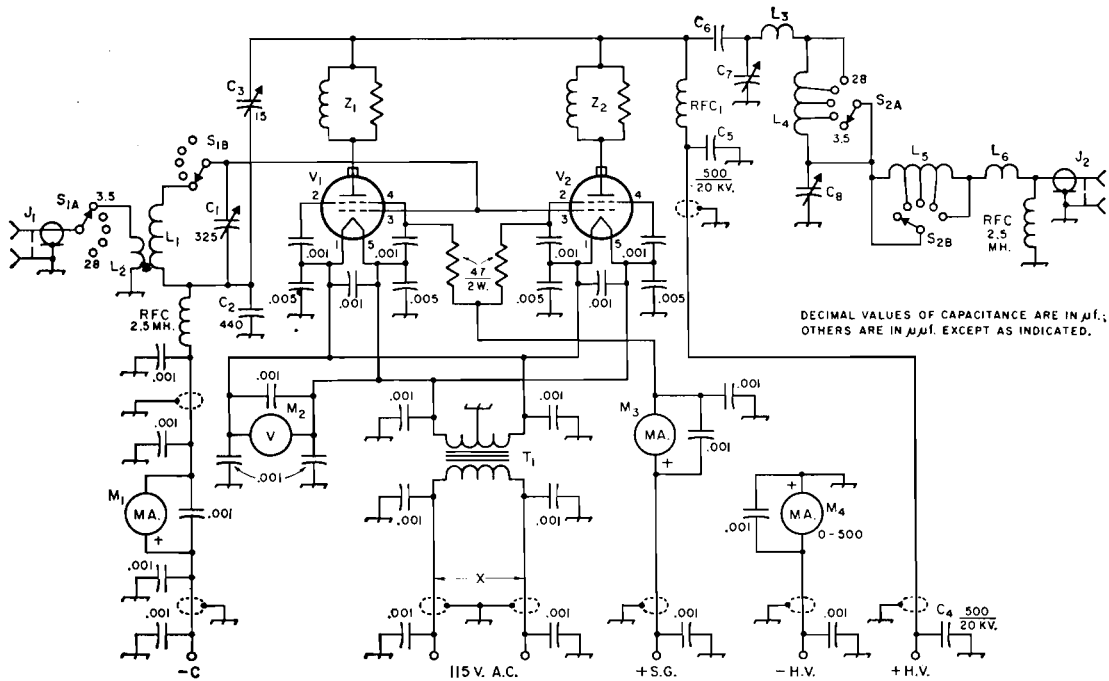 C6
L3
C3
15
Z1
Z2
RFC1
C7
28
S2A
L4
3.5
C5
500
20 KV.
S1B
S1A
3.5
J1
28
L2
L1
C1
325
V1
2
4
3
1
5
V2
2
4
3
1
5
L5
L6
J2
C8
S2B
RFC
2.5
MH.
.001
.001
.001
.001
47
2W.
.005
.001
.005
.005
.001
.005
C2
440
RFC
2.5 MH.
DECIMAL VALUES OF CAPACITANCE ARE IN µf.;
OTHERS ARE IN µµf. EXCEPT AS INDICATED.
.001
.001
M2
V
.001
.001
.001
T1
M3
MA.
+
.001
.001
.001
M1
MA.
+
.001
.001
.001
+
MA.
M4
0-500
.001
.001
X
.001
.001
.001
.001
.001
.001
C4
500
20 KV.
-C
115 V. A.C.
+S.G.
-H.V.
+H.V.